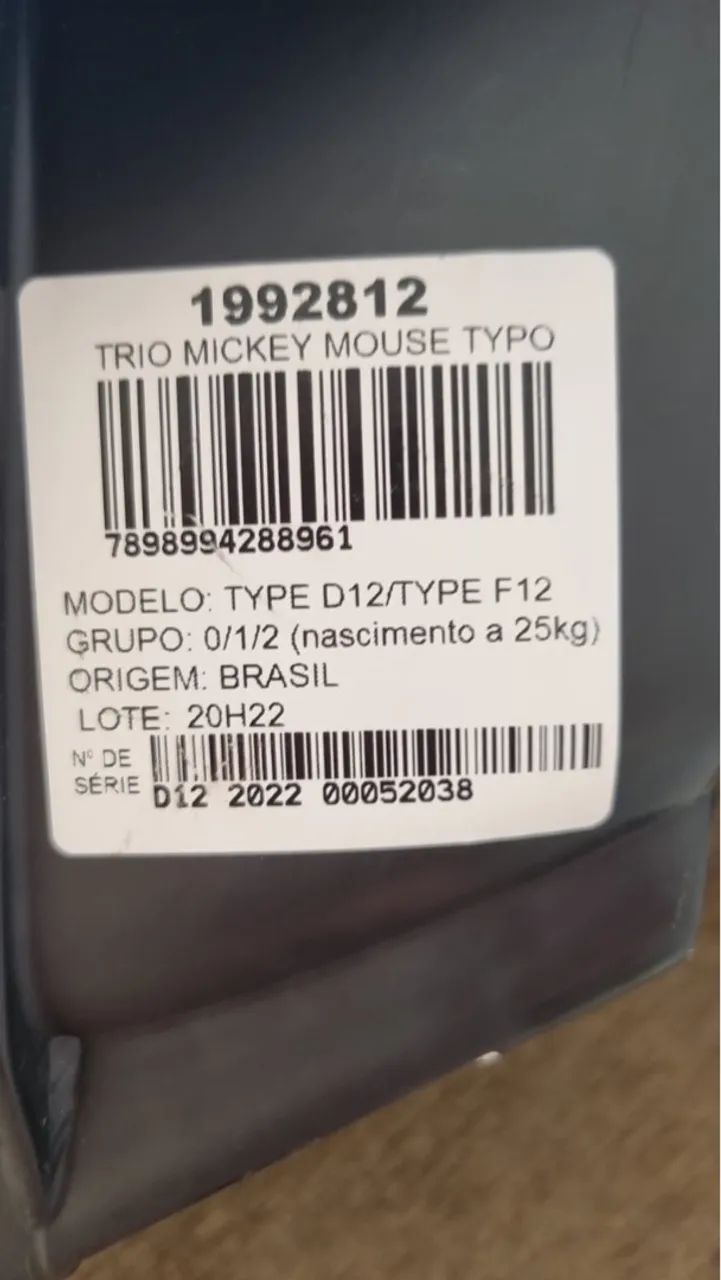 1992812
TRIO MICKEY MOUSE TYPO
7898994288961
MODELO: TYPE D12/TYPE F12
GRUPO: 0/1/2 (nascimento a 25kg)
ORIGEM: BRASIL
LOTE: 20H22
Nº DE
SÉRIE D12 2022 00052038